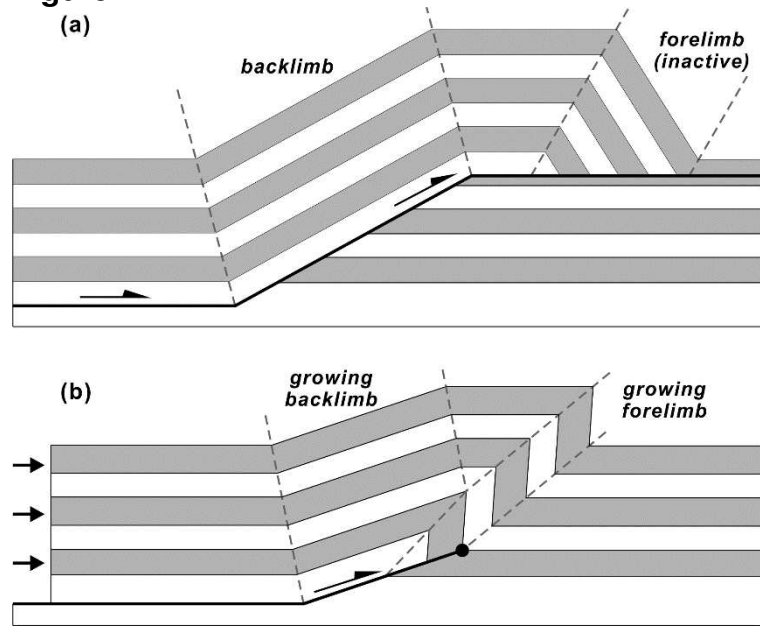 (a)
backlimb
forelimb
(inactive)
(b)
growing
backlimb
growing
forelimb